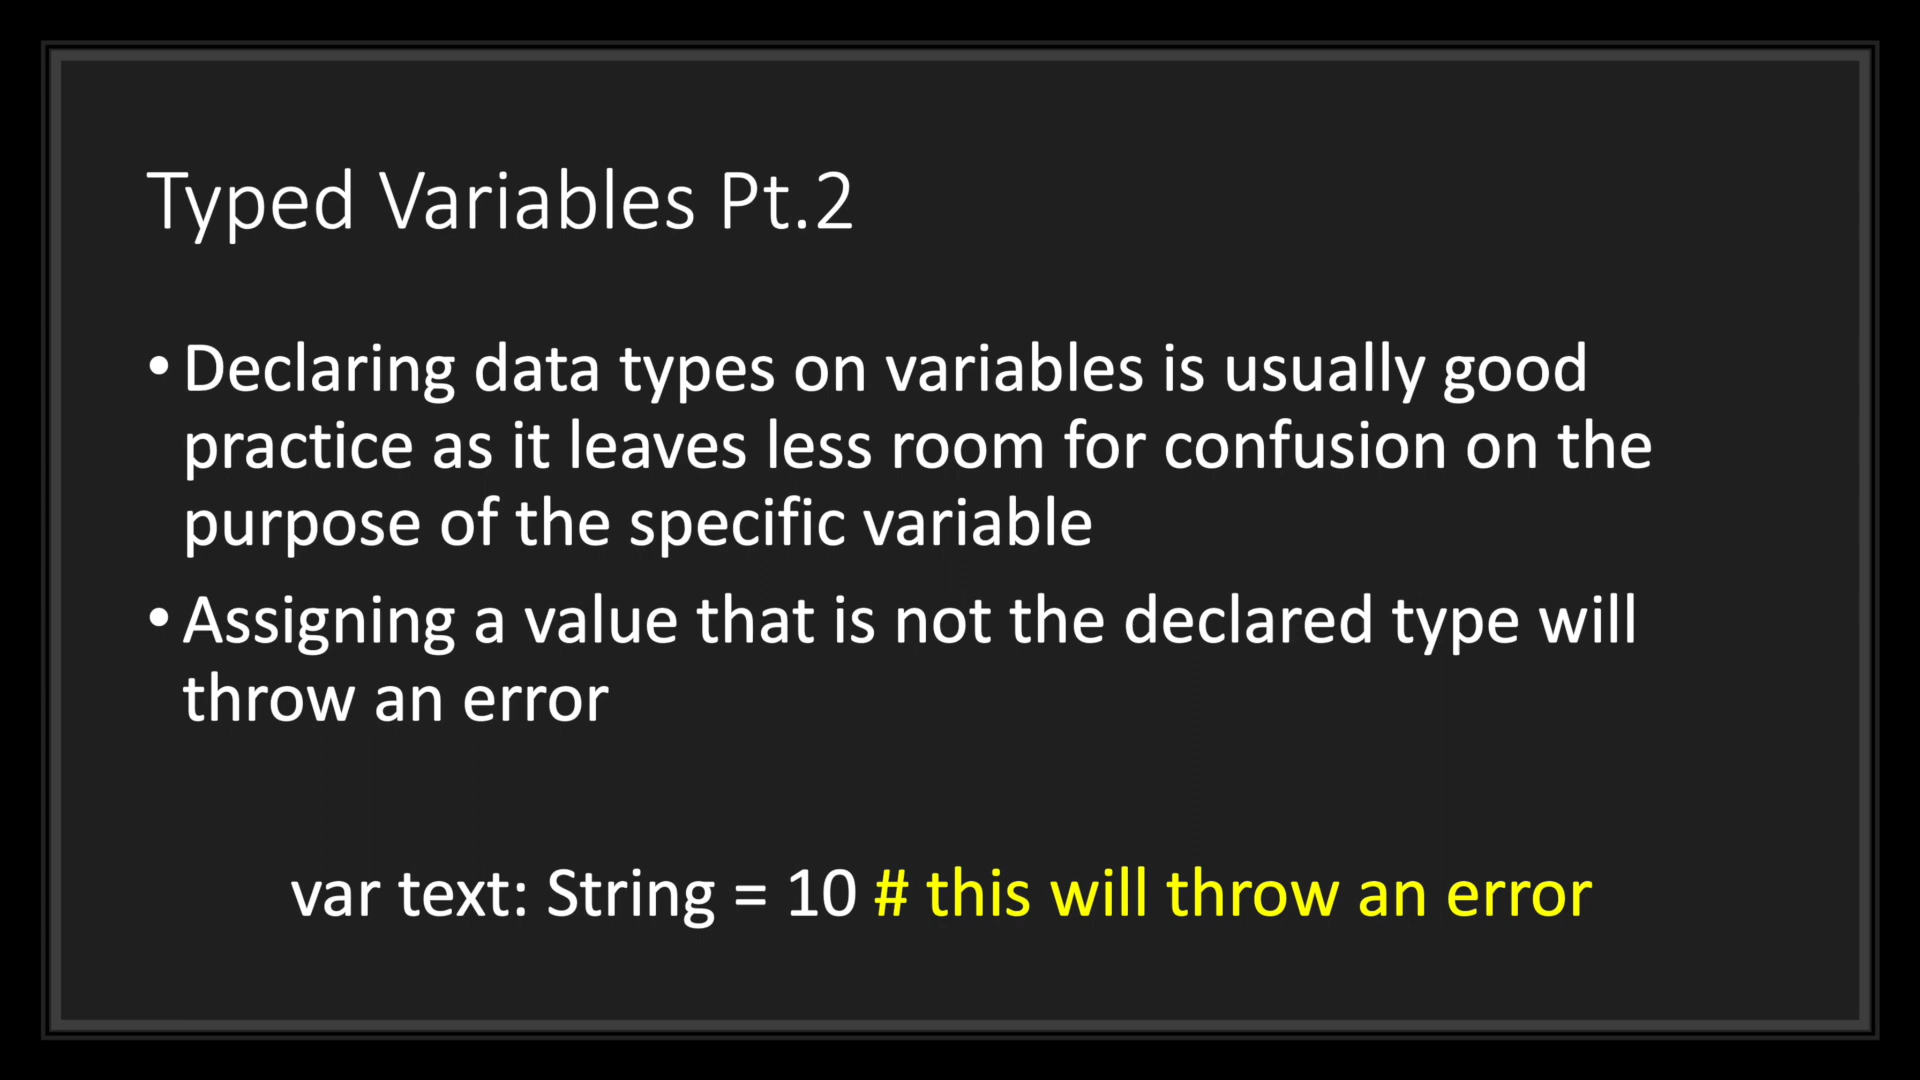 Typed Variables Pt.2
• Declaring data types on variables is usually good
practice as it leaves less room for confusion on the
purpose of the specific variable
• Assigning a value that is not the declared type will
throw an error
var text: String = 10 # this will throw an error